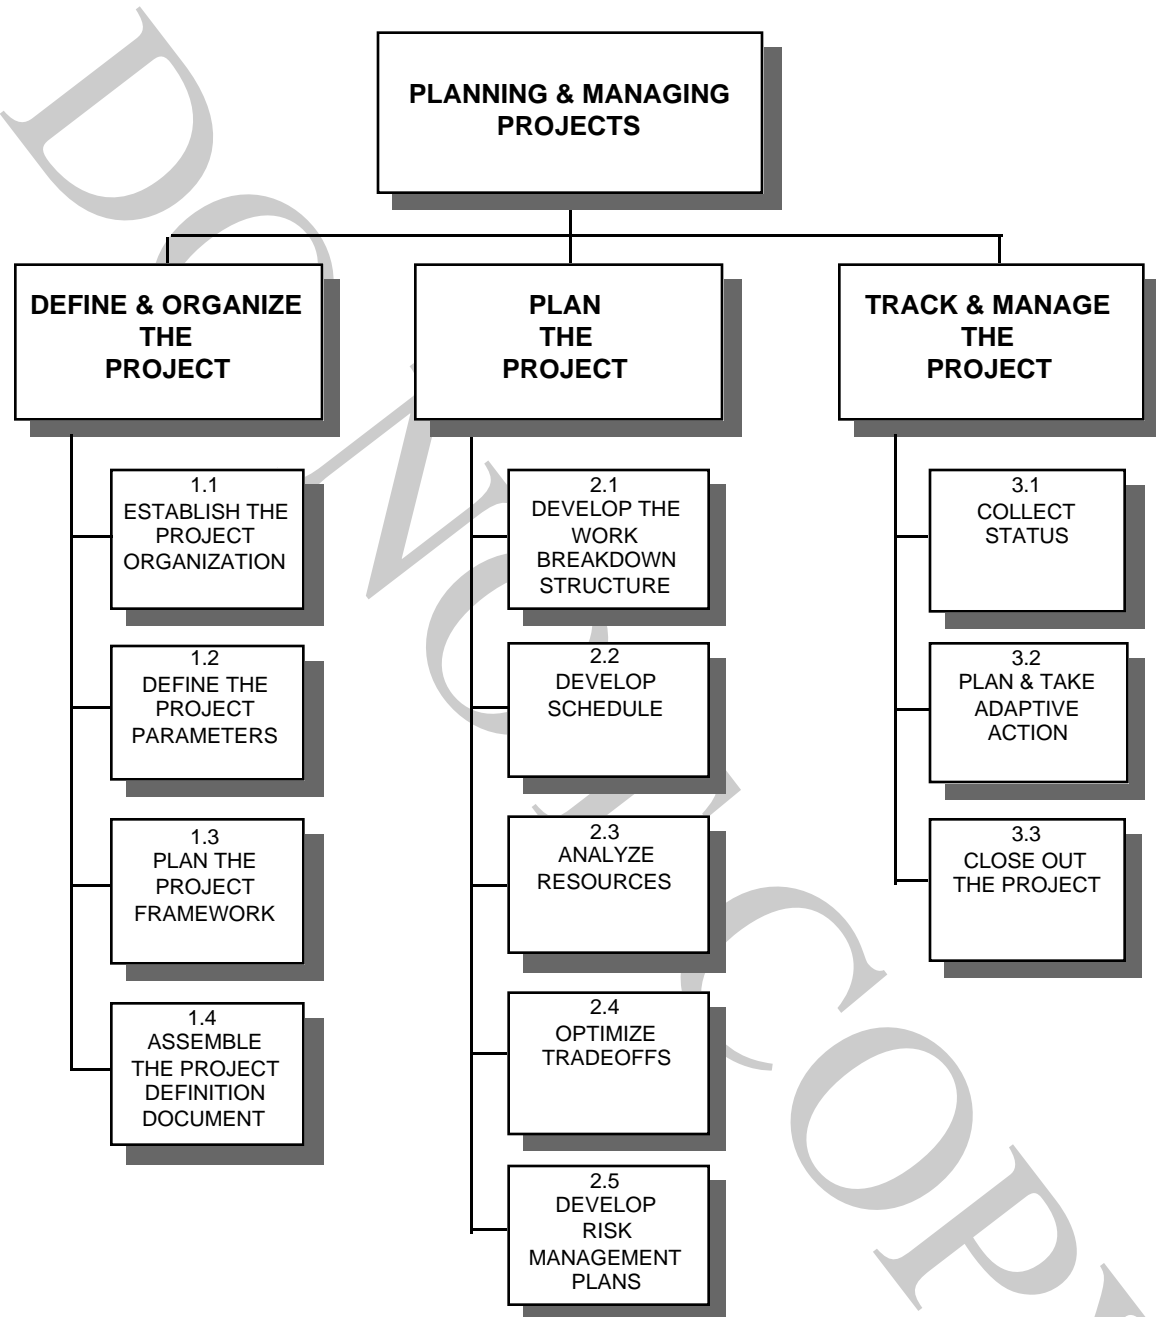 PLANNING & MANAGING
PROJECTS
DEFINE & ORGANIZE
THE
PROJECT
PLAN
THE
PROJECT
TRACK & MANAGE
THE
PROJECT
1.1
ESTABLISH THE
PROJECT
ORGANIZATION
1.2
DEFINE THE
PROJECT
PARAMETERS
1.3
PLAN THE
PROJECT
FRAMEWORK
1.4
ASSEMBLE
THE PROJECT
DEFINITION
DOCUMENT
2.1
DEVELOP THE
WORK
BREAKDOWN
STRUCTURE
2.2
DEVELOP
SCHEDULE
2.3
ANALYZE
RESOURCES
2.4
OPTIMIZE
TRADEOFFS
2.5
DEVELOP
RISK
MANAGEMENT
PLANS
3.1
COLLECT
STATUS
3.2
PLAN & TAKE
ADAPTIVE
ACTION
3.3
CLOSE OUT
THE PROJECT
DO NOT COPY